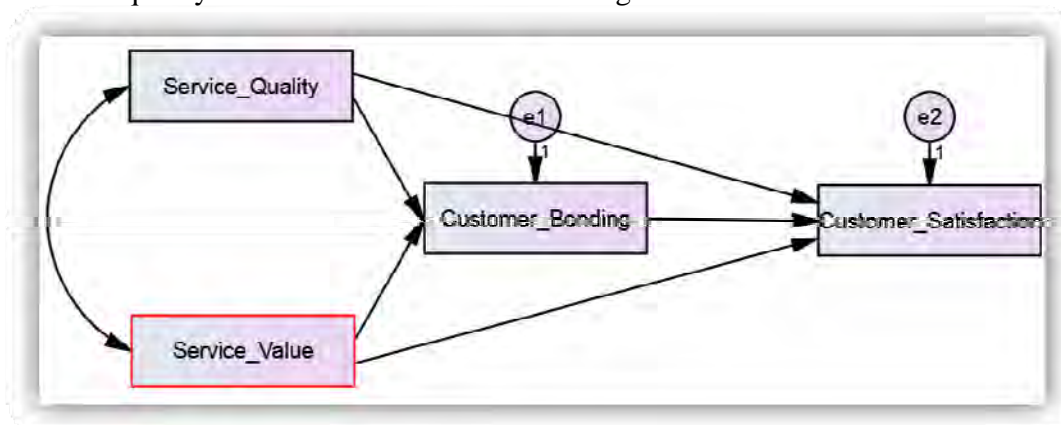 Service_Quality
e1
e2
1
1
Customer_Bonding
Customer_Satisfaction
Service_Value